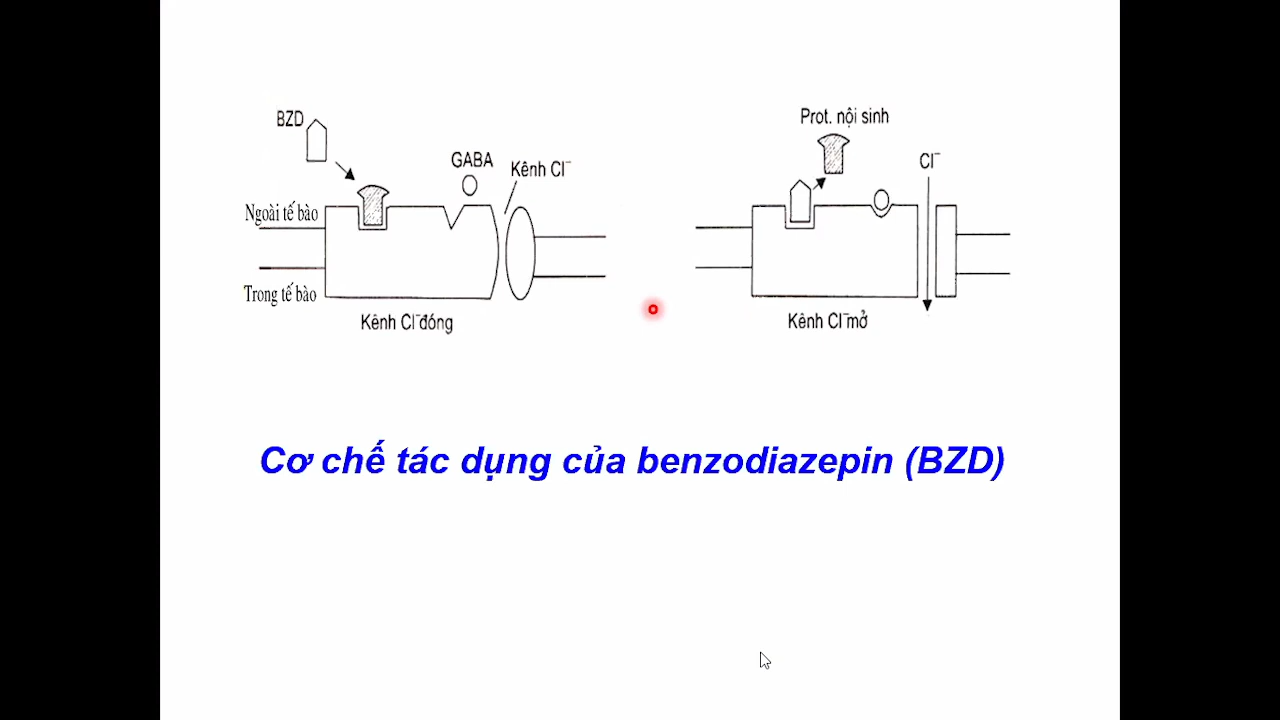 BZD
GABA
Kênh Cl⁻
Ngoài tế bào
Trong tế bào
Kênh Cl⁻đóng
Prot. nội sinh
Cl⁻
Kênh Cl⁻mở
Cơ chế tác dụng của benzodiazepin (BZD)